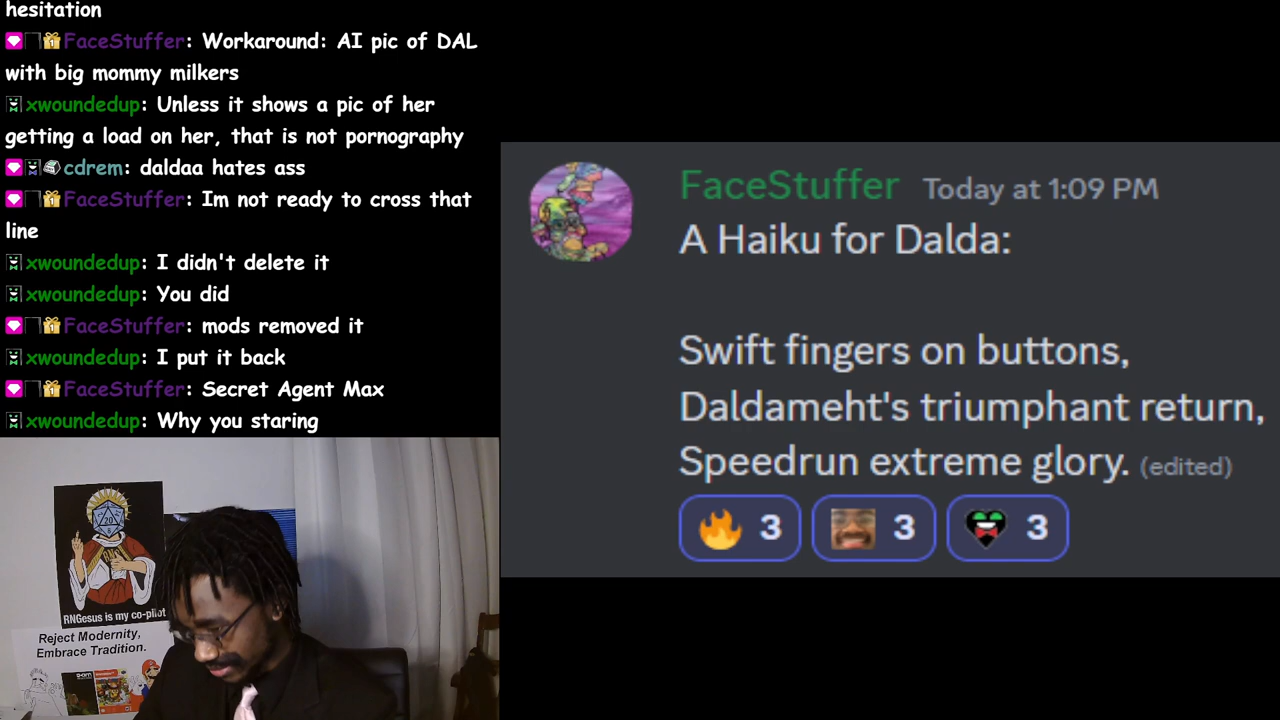 hesitation
FaceStuffer: Workaround: AI pic of DAL
with big mommy milkers
xwoundedup: Unless it shows a pic of her
getting a load on her, that is not pornography
cdrem: daldaa hates ass
FaceStuffer: Im not ready to cross that
line
xwoundedup: I didn't delete it
xwoundedup: You did
FaceStuffer: mods removed it
xwoundedup: I put it back
FaceStuffer: Secret Agent Max
xwoundedup: Why you staring
FaceStuffer Today at 1:09 PM
A Haiku for Dalda:
Swift fingers on buttons,
Daldameht's triumphant return,
Speedrun extreme glory. (edited)
3 3 3
20
RNGesus is my co-pilot
Reject Modernity,
Embrace Tradition.